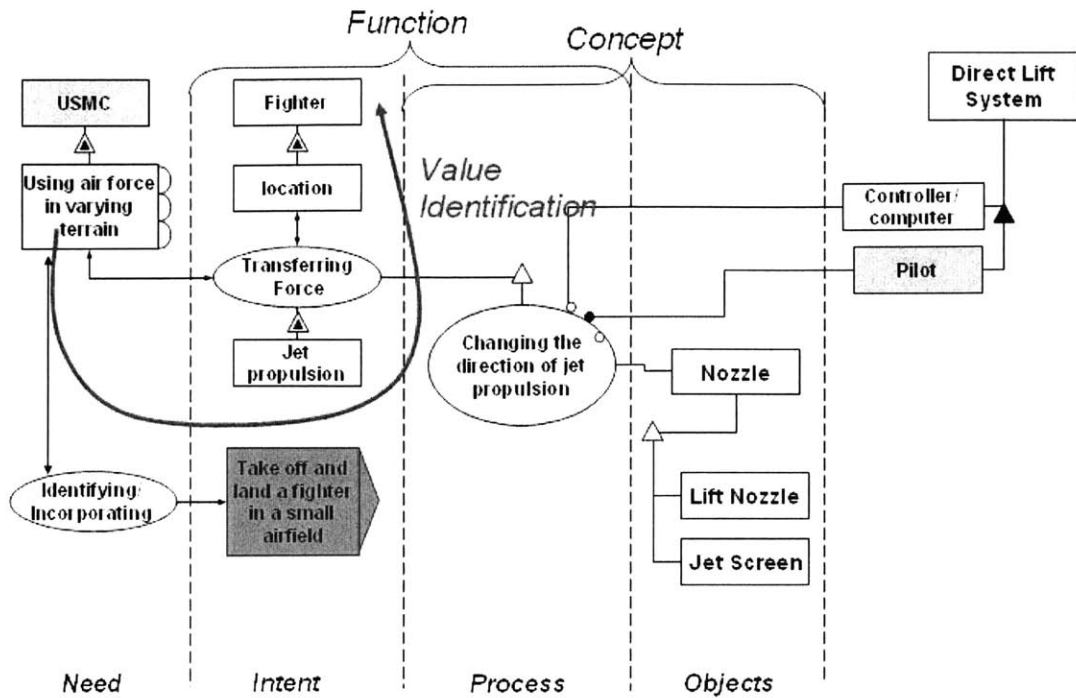 Function
Concept
USMC
Fighter
Direct Lift
System
Using air force
in varying
terrain
location
Value
Identification
Controller/
computer
Pilot
Transferring
Force
Jet
propulsion
Changing the
direction of jet
propulsion
Nozzle
Identifying/
Incorporating
Take off and
land a fighter
in a small
airfield
Lift Nozzle
Jet Screen
Need
Intent
Process
Objects